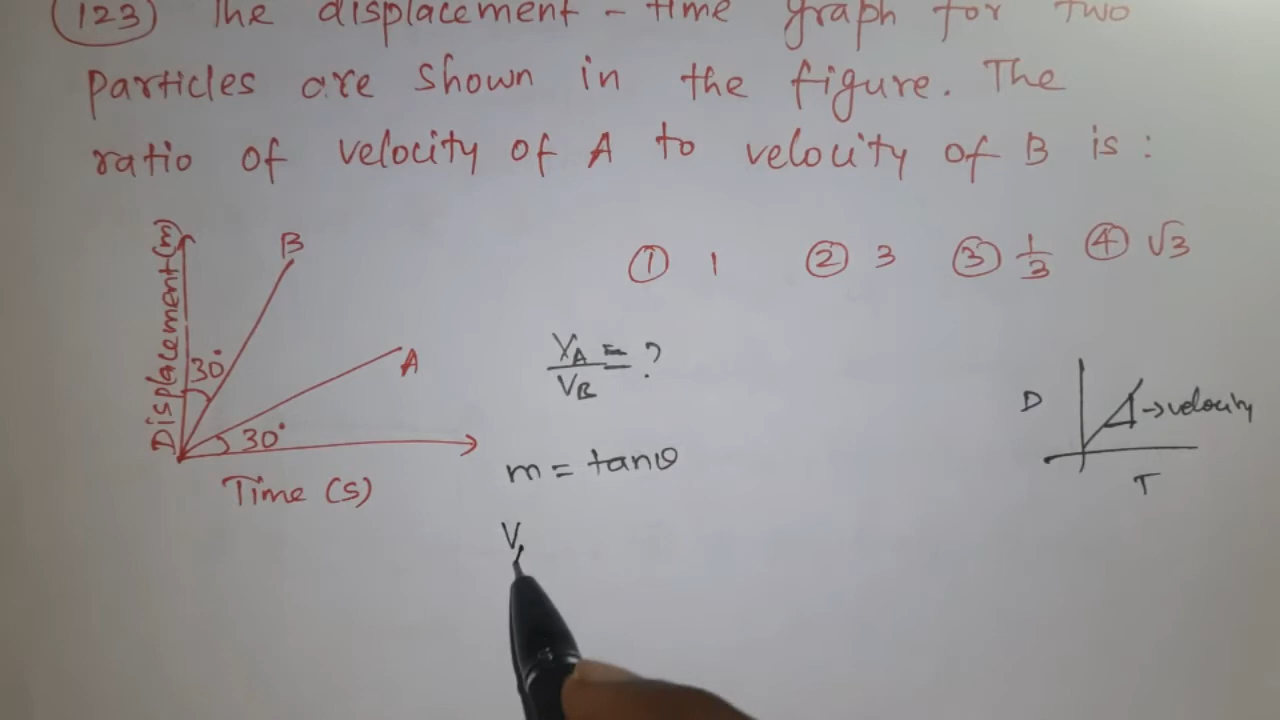 (123) The displacement - time graph for two
particles are shown in the figure. The
ratio of velocity of A to velocity of B is :
① 1 ② 3 ③ 1/3 ④ √3
Displacement (m)
B
30°
A
30°
Time (s)
VA/VB = ?
m = tanθ
V
D
→velocity
T